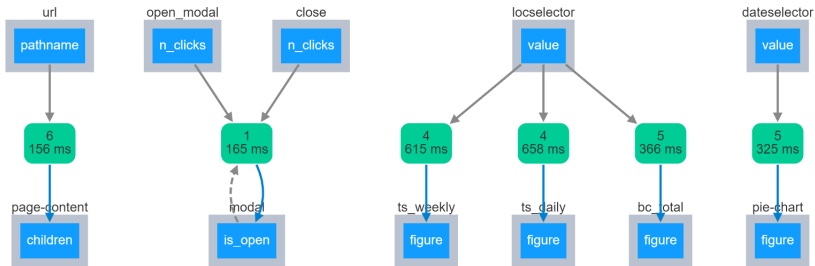 url
open_modal
close
locselector
dateselector
pathname
n_clicks
n_clicks
value
value
6
156 ms
1
165 ms
4
615 ms
4
658 ms
5
366 ms
5
325 ms
page-content
modal
ts_weekly
ts_daily
bc_total
pie-chart
children
is_open
figure
figure
figure
figure